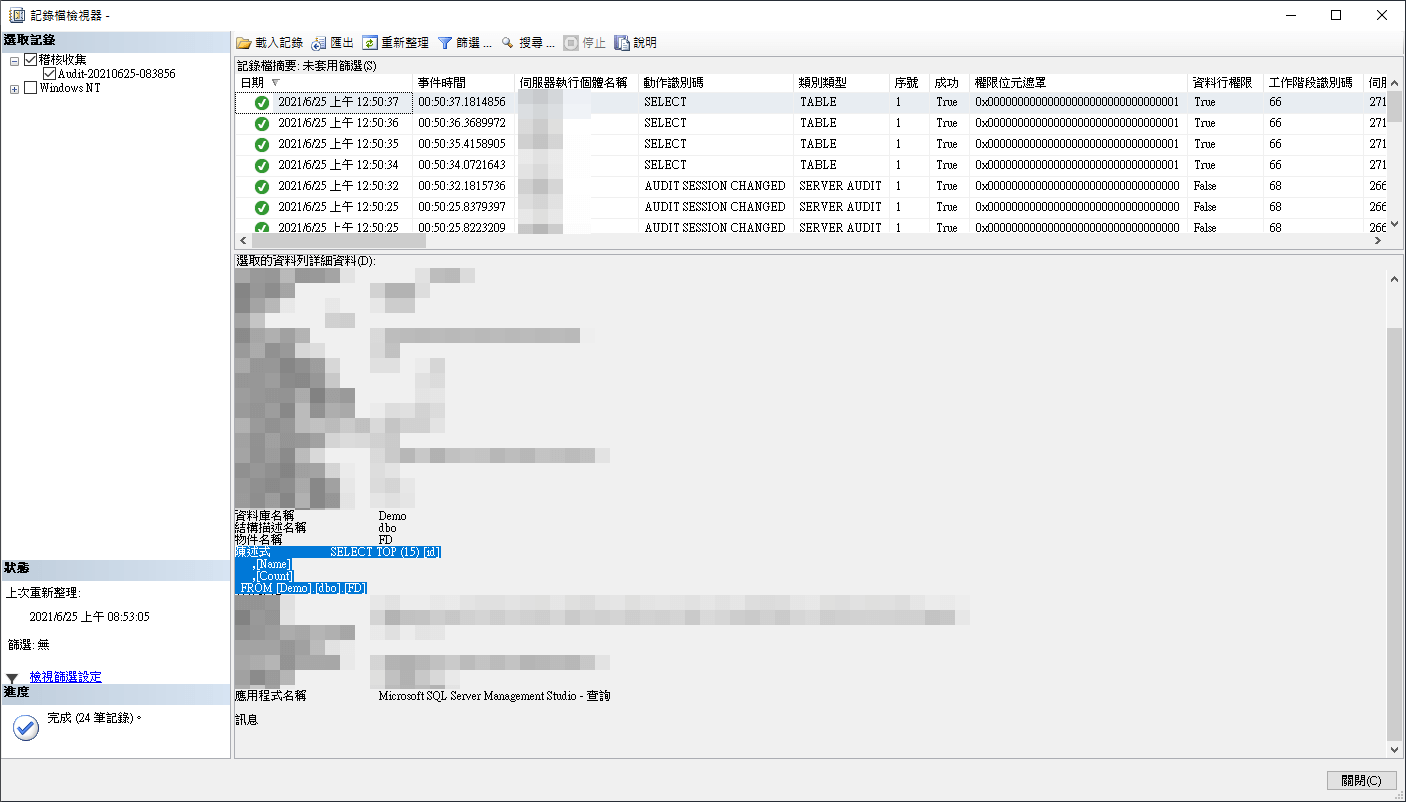 記錄檔檢視器 -
選取記錄
稽核收集
Audit-20210625-083856
Windows NT
載入記錄 匯出 重新整理 篩選 ... 搜尋 ... 停止 說明
記錄檔摘要: 未套用篩選(S)
日期 事件時間 伺服器執行個體名稱 動作識別碼 類別類型 序號 成功 權限位元遮罩 資料行權限 工作階段識別碼 伺服
2021/6/25 上午 12:50:37 00:50:37.1814856 SELECT TABLE 1 True 0x00000000000000000000000000000001 True 66 271
2021/6/25 上午 12:50:36 00:50:36.3689972 SELECT TABLE 1 True 0x00000000000000000000000000000001 True 66 271
2021/6/25 上午 12:50:35 00:50:35.4158905 SELECT TABLE 1 True 0x00000000000000000000000000000001 True 66 271
2021/6/25 上午 12:50:34 00:50:34.0721643 SELECT TABLE 1 True 0x00000000000000000000000000000001 True 66 271
2021/6/25 上午 12:50:32 00:50:32.1815736 AUDIT SESSION CHANGED SERVER AUDIT 1 True 0x00000000000000000000000000000000 False 68 266
2021/6/25 上午 12:50:25 00:50:25.8379397 AUDIT SESSION CHANGED SERVER AUDIT 1 True 0x00000000000000000000000000000000 False 68 266
2021/6/25 上午 12:50:25 00:50:25.8223209 AUDIT SESSION CHANGED SERVER AUDIT 1 True 0x00000000000000000000000000000000 False 68 266
選取的資料列詳細資料(D):
資料庫名稱 Demo
結構描述名稱 dbo
物件名稱 FD
陳述式 SELECT TOP (15) [id]
,[Name]
,[Count]
FROM [Demo].[dbo].[FD]
應用程式名稱 Microsoft SQL Server Management Studio - 查詢
訊息
狀態
上次重新整理:
2021/6/25 上午 08:53:05
篩選: 無
檢視篩選設定
進度
完成 (24 筆記錄)。
關閉(C)